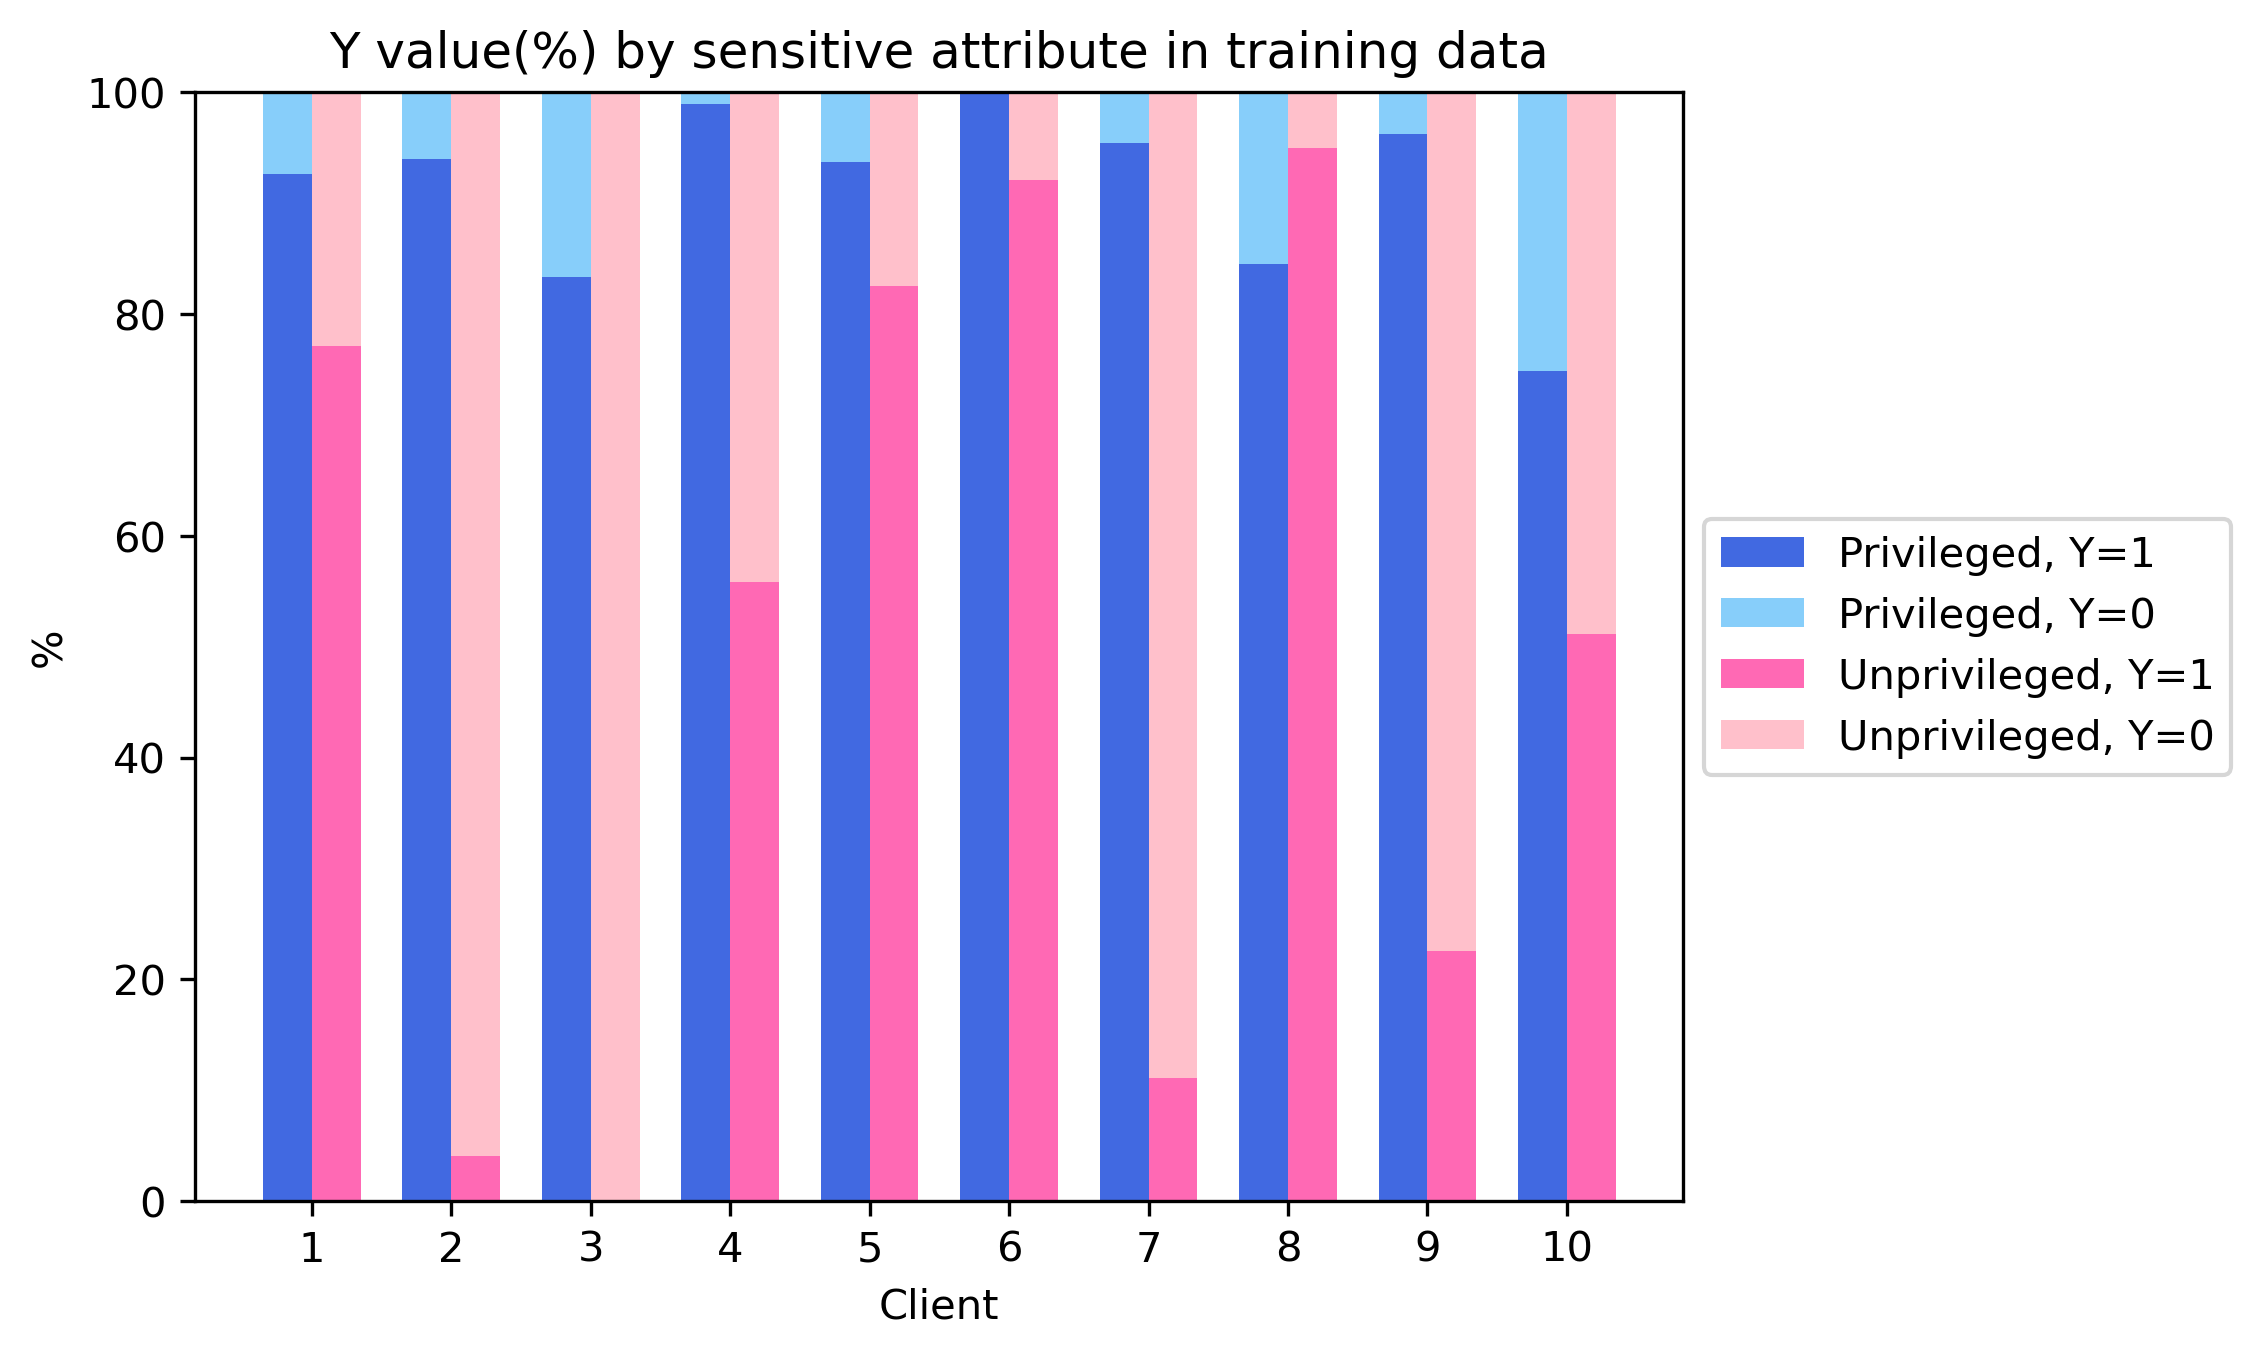 Y value(%) by sensitive attribute in training data
100
80
60
40
20
0
%
1 2 3 4 5 6 7 8 9 10
Client
Privileged, Y=1
Privileged, Y=0
Unprivileged, Y=1
Unprivileged, Y=0